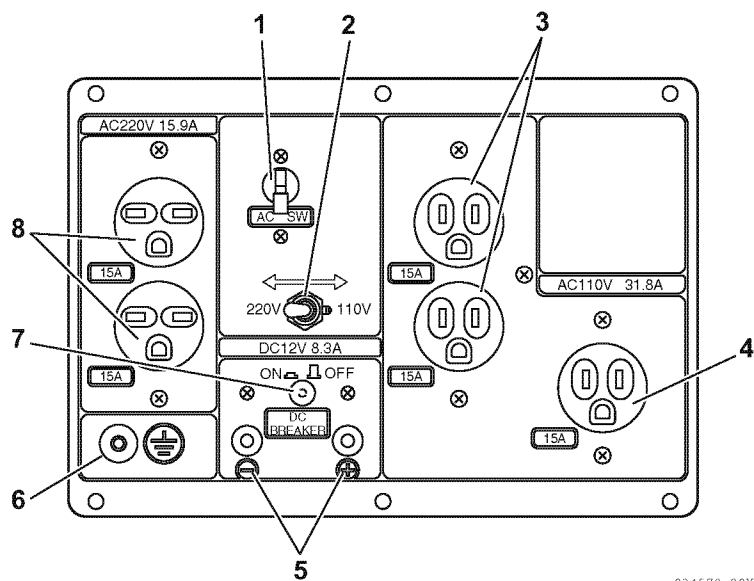 1 2 3
AC220V 15.9A
AC SW
8
15A
15A
220V 110V
AC110V 31.8A
7
DC12V 8.3A
4
15A
15A
ON OFF
DC
BREAKER
15A
6
5